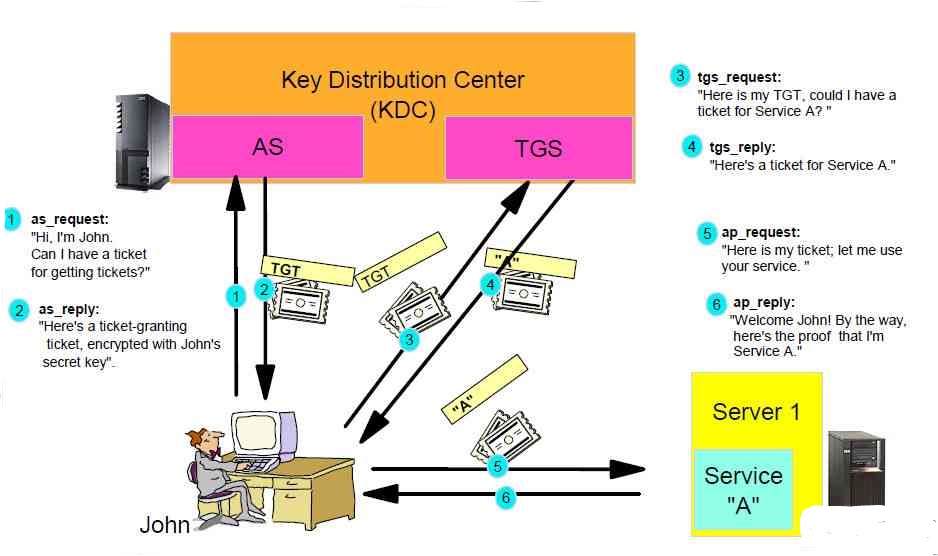 Key Distribution Center
(KDC)
AS
TGS
1
as_request:
"Hi, I'm John.
Can I have a ticket
for getting tickets?"
2
as_reply:
"Here's a ticket-granting
ticket, encrypted with John's
secret key".
3
tgs_request:
"Here is my TGT, could I have a
ticket for Service A? "
4
tgs_reply:
"Here's a ticket for Service A."
5
ap_request:
"Here is my ticket; let me use
your service. "
6
ap_reply:
"Welcome John! By the way,
here's the proof that I'm
Service A."
1
2
TGT
TGT
3
"A"
4
"A"
5
6
John
Server 1
Service
"A"